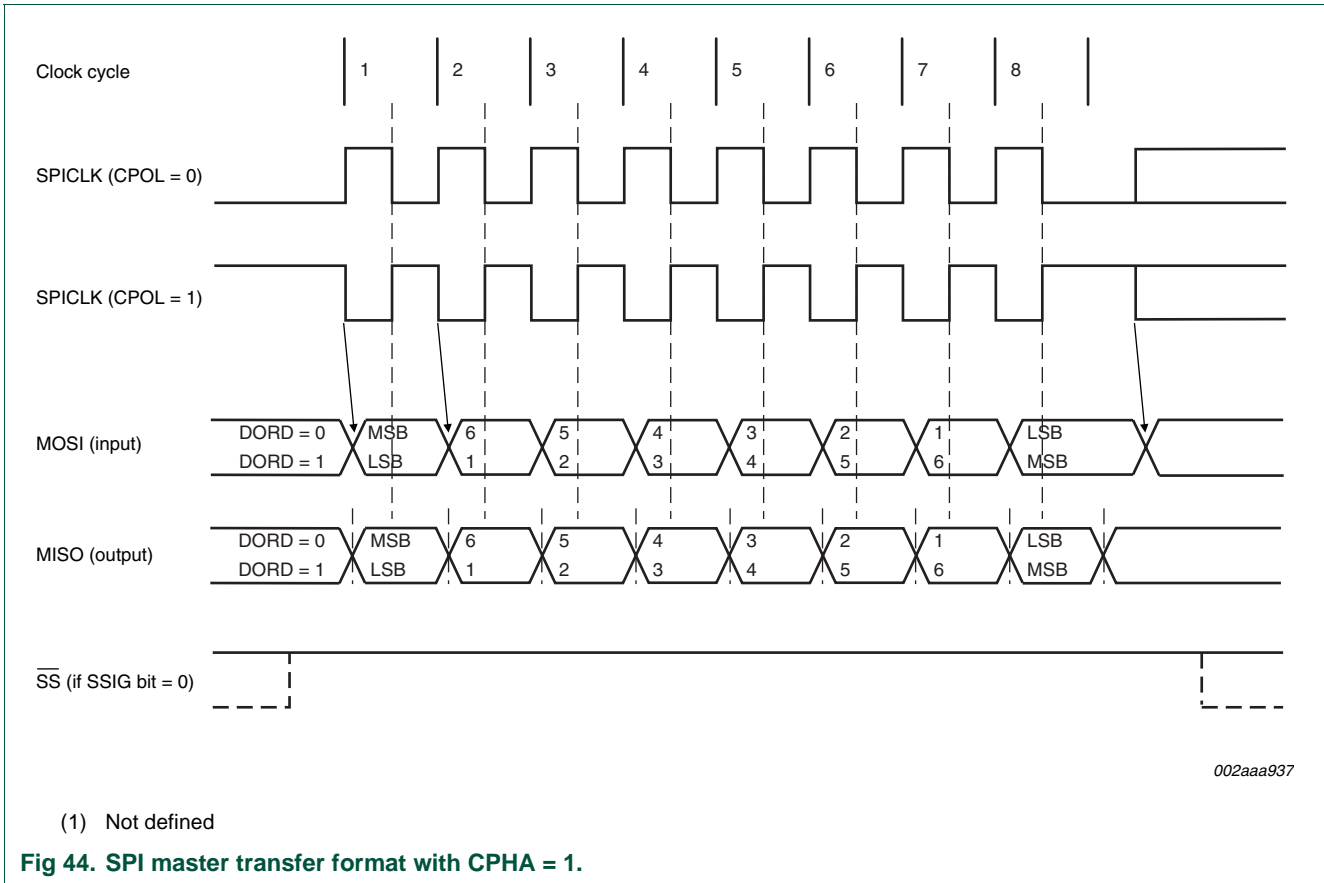 Clock cycle 1 2 3 4 5 6 7 8
SPICLK (CPOL = 0)
SPICLK (CPOL = 1)
MOSI (input)
DORD = 0 MSB 6 5 4 3 2 1 LSB
DORD = 1 LSB 1 2 3 4 5 6 MSB
MISO (output)
DORD = 0 MSB 6 5 4 3 2 1 LSB
DORD = 1 LSB 1 2 3 4 5 6 MSB
SS (if SSIG bit = 0)
002aaa937
(1) Not defined
Fig 44. SPI master transfer format with CPHA = 1.